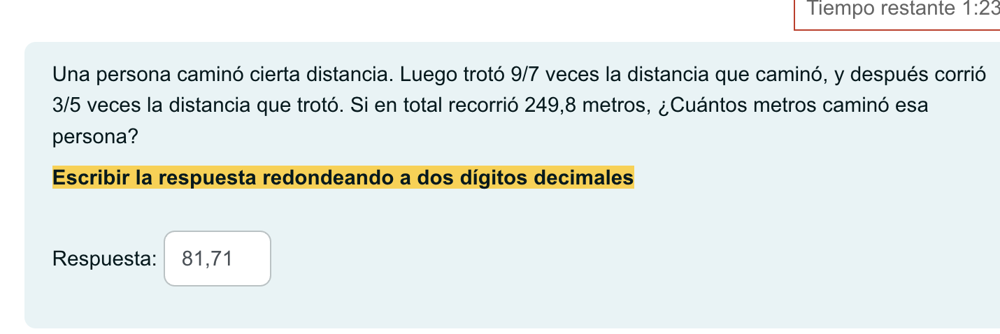 Tiempo restante 1:23
Una persona caminó cierta distancia. Luego trotó 9/7 veces la distancia que caminó, y después corrió
3/5 veces la distancia que trotó. Si en total recorrió 249,8 metros, ¿Cuántos metros caminó esa
persona?
Escribir la respuesta redondeando a dos dígitos decimales
Respuesta: 81,71